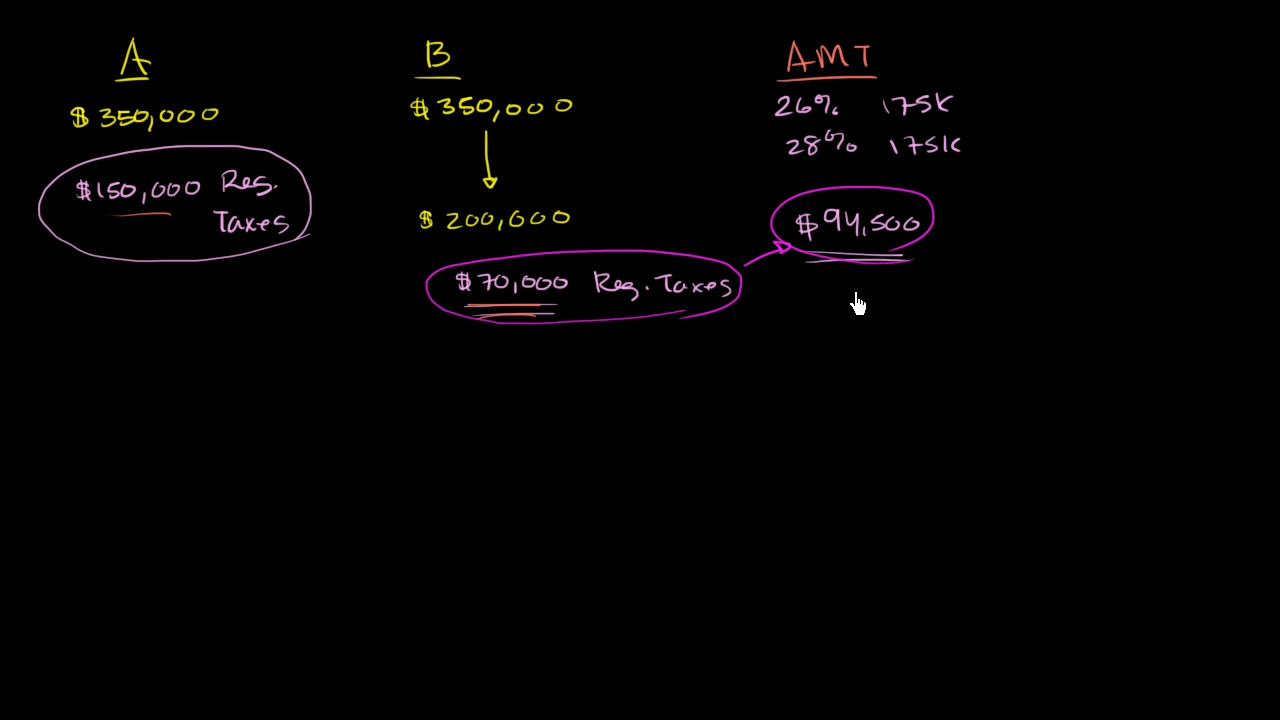 A
$350,000
$150,000 Reg.
Taxes
B
$350,000
$200,000
$70,000 Reg. Taxes
AMT
26% 175K
28% 175K
$94,500